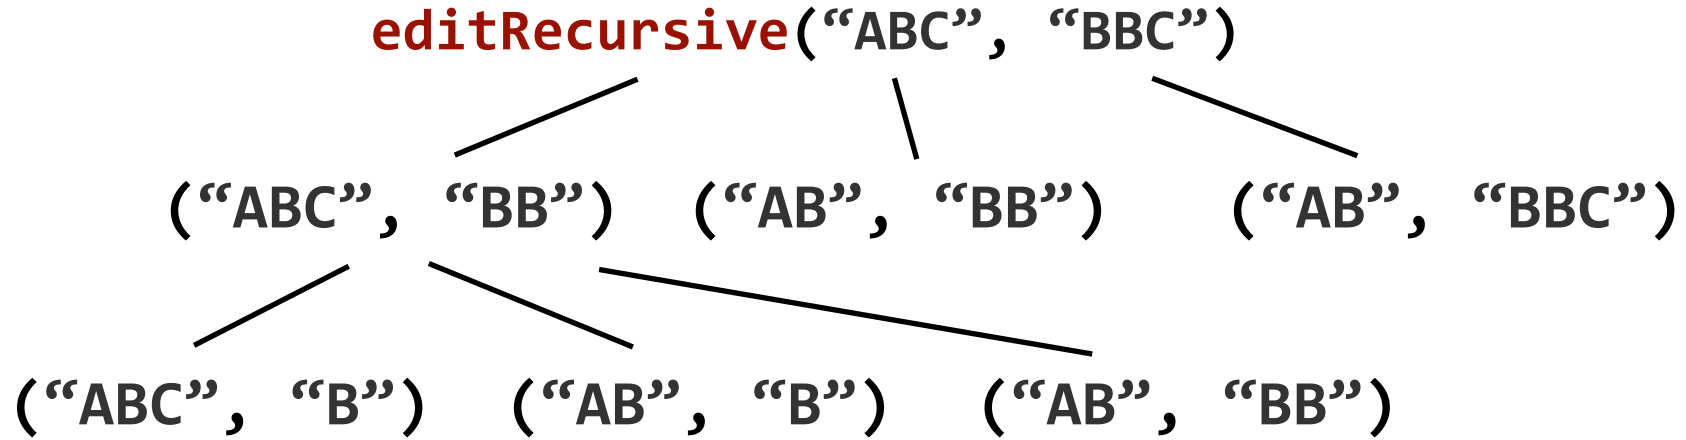 editRecursive(“ABC”, “BBC”)
(“ABC”, “BB”) (“AB”, “BB”) (“AB”, “BBC”)
(“ABC”, “B”) (“AB”, “B”) (“AB”, “BB”)